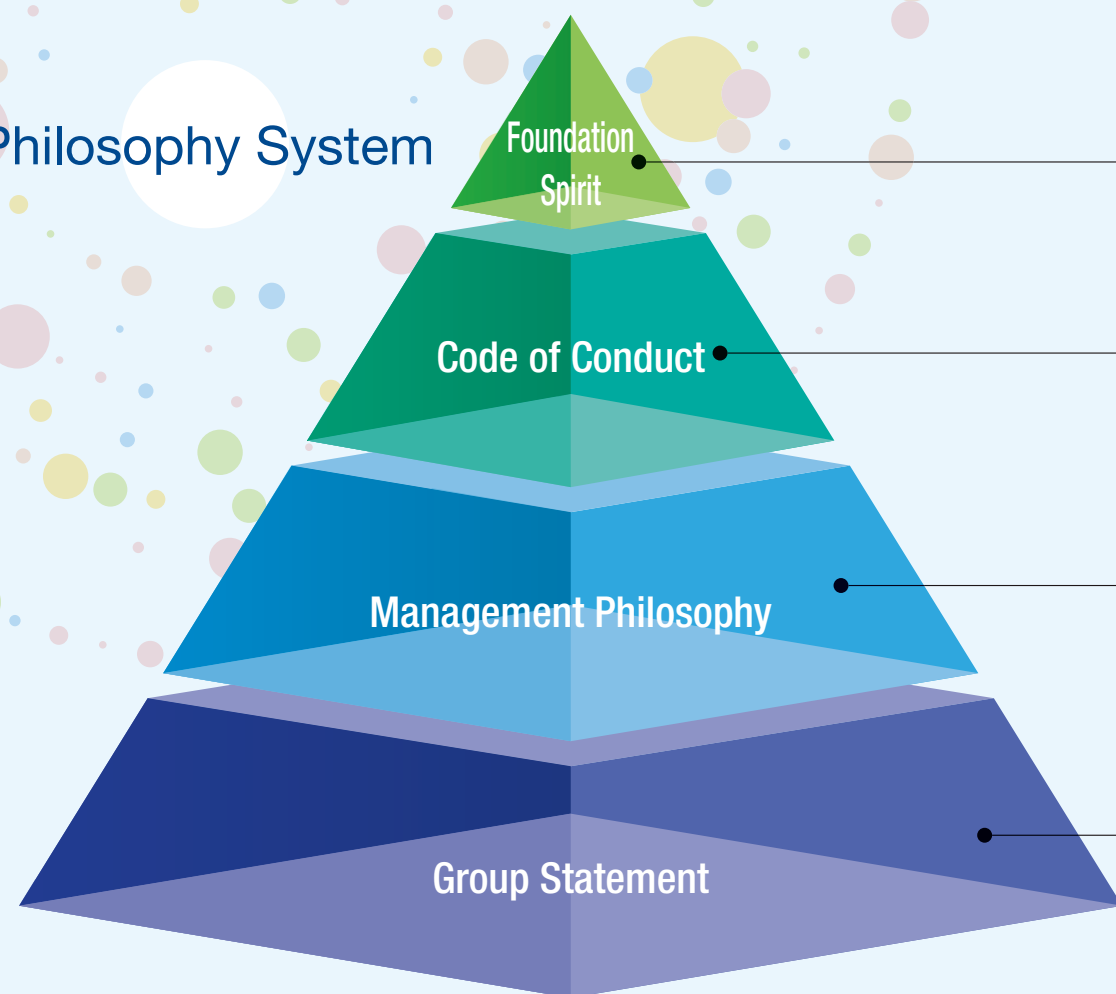 Philosophy System
Foundation
Spirit
Code of Conduct
Management Philosophy
Group Statement